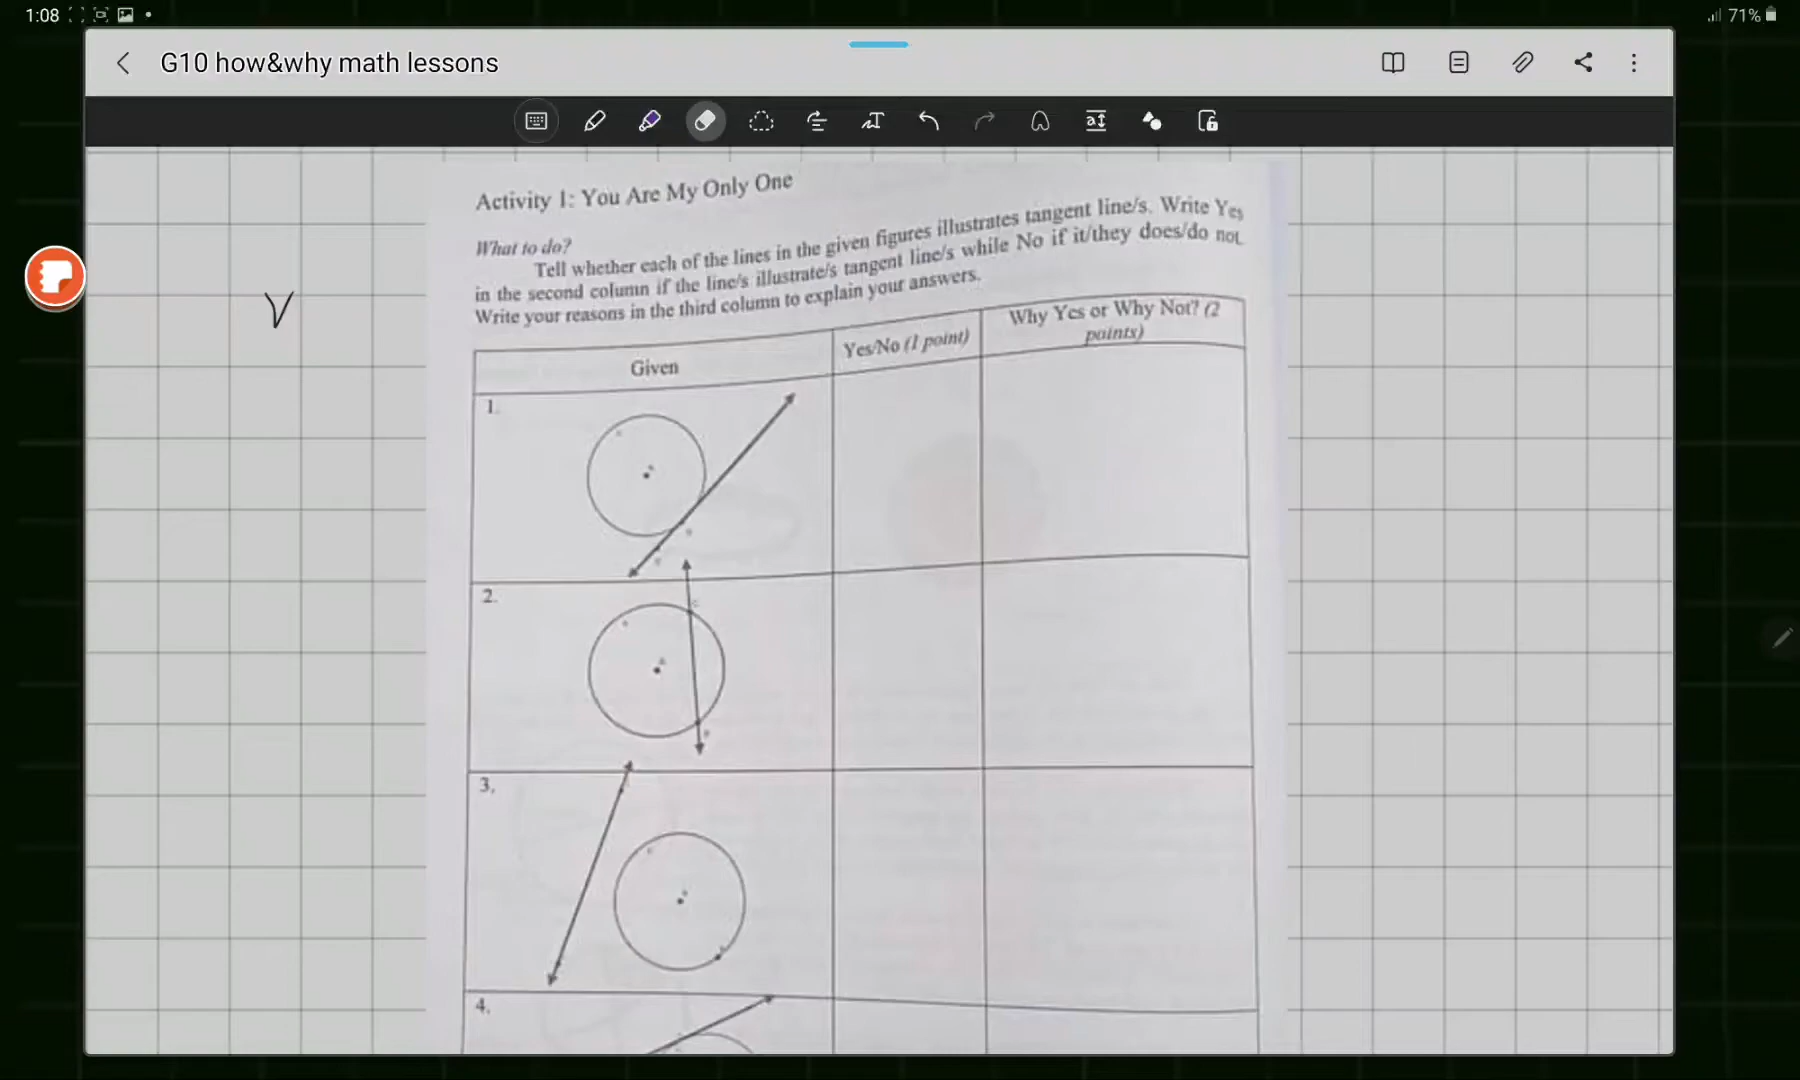 1:08
71%
G10 how&why math lessons
Activity 1: You Are My Only One
What to do?
Tell whether each of the lines in the given figures illustrates tangent line/s. Write Yes
in the second column if the line/s illustrate/s tangent line/s while No if it/they does/do not.
Write your reasons in the third column to explain your answers.
Given
Yes/No (1 point)
Why Yes or Why Not? (2
points)
1.
2.
3.
4.
V